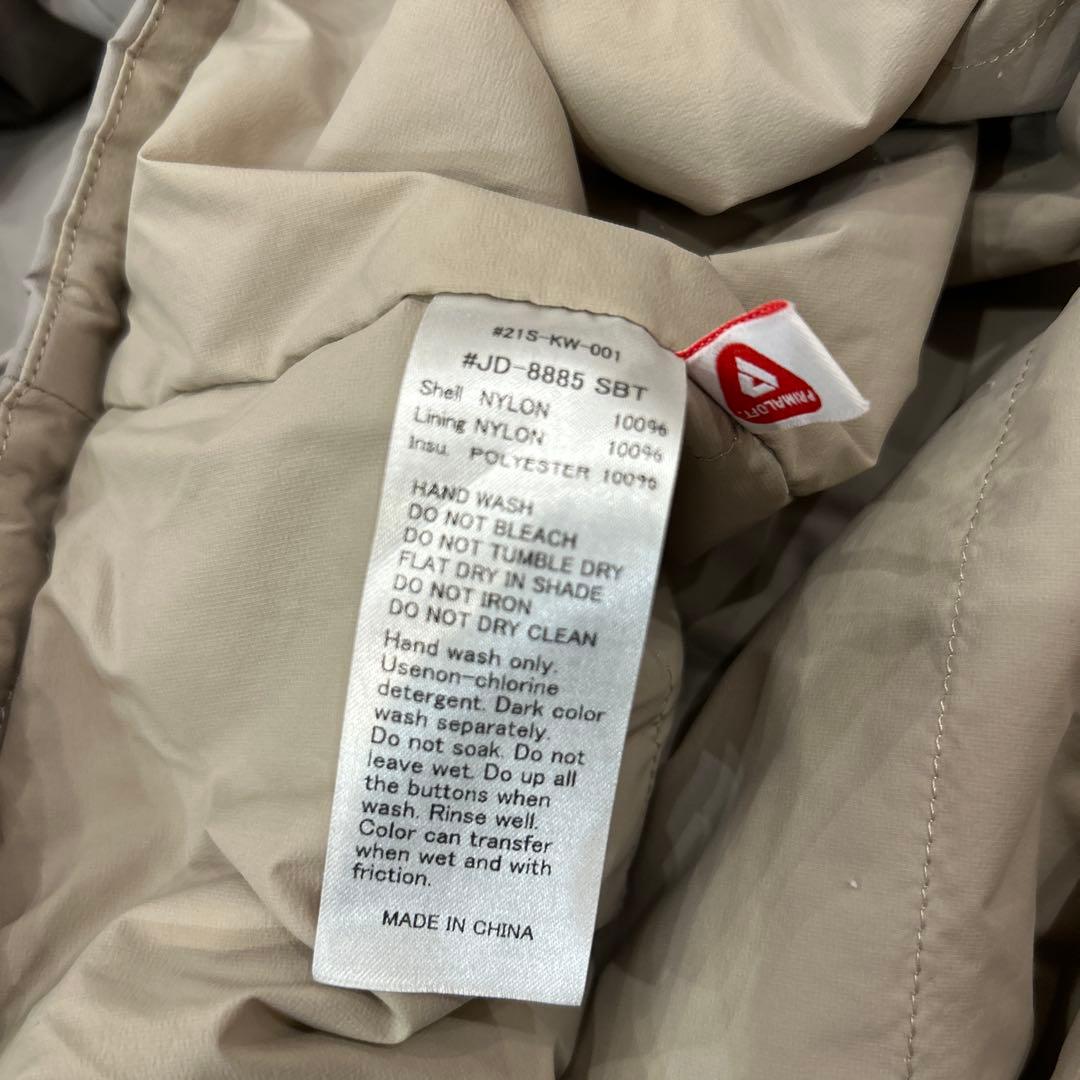 #21S-KW-001
#JD-8885 SBT
Shell NYLON 100%
Lining NYLON 100%
Insu. POLYESTER 100%
HAND WASH
DO NOT BLEACH
DO NOT TUMBLE DRY
FLAT DRY IN SHADE
DO NOT IRON
DO NOT DRY CLEAN
Hand wash only.
Usenon-chlorine
detergent. Dark color
wash separately.
Do not soak. Do not
leave wet. Do up all
the buttons when
wash. Rinse well.
Color can transfer
when wet and with
friction.
MADE IN CHINA
PRIMALOFT